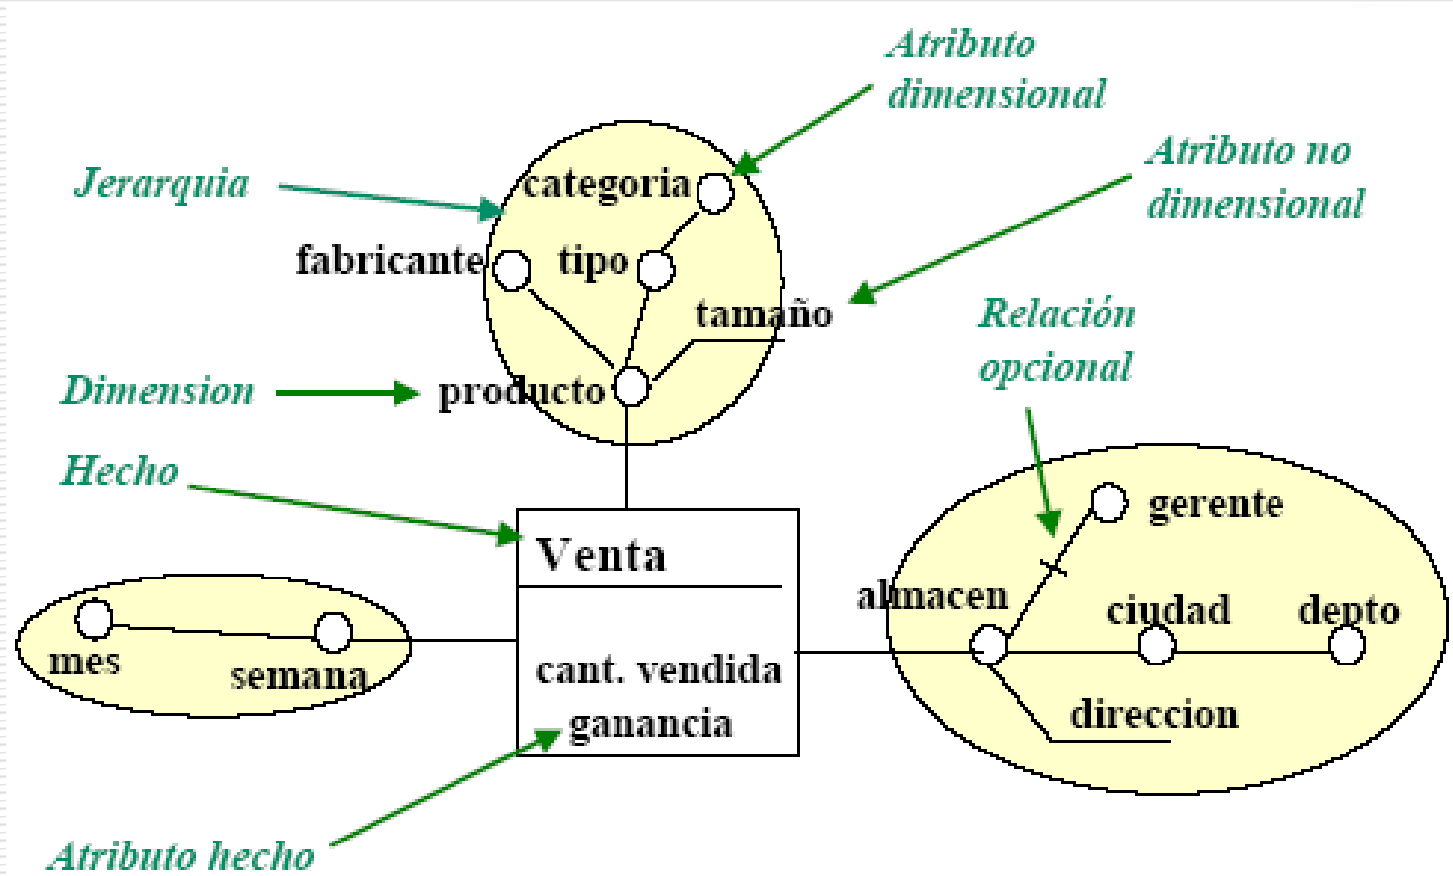 Atributo
dimensional
Atributo no
dimensional
Jerarquia
categoria
fabricante
tipo
tamaño
Relación
opcional
Dimension
producto
Hecho
gerente
Venta
almacen
ciudad
depto
mes
semana
cant. vendida
ganancia
direccion
Atributo hecho